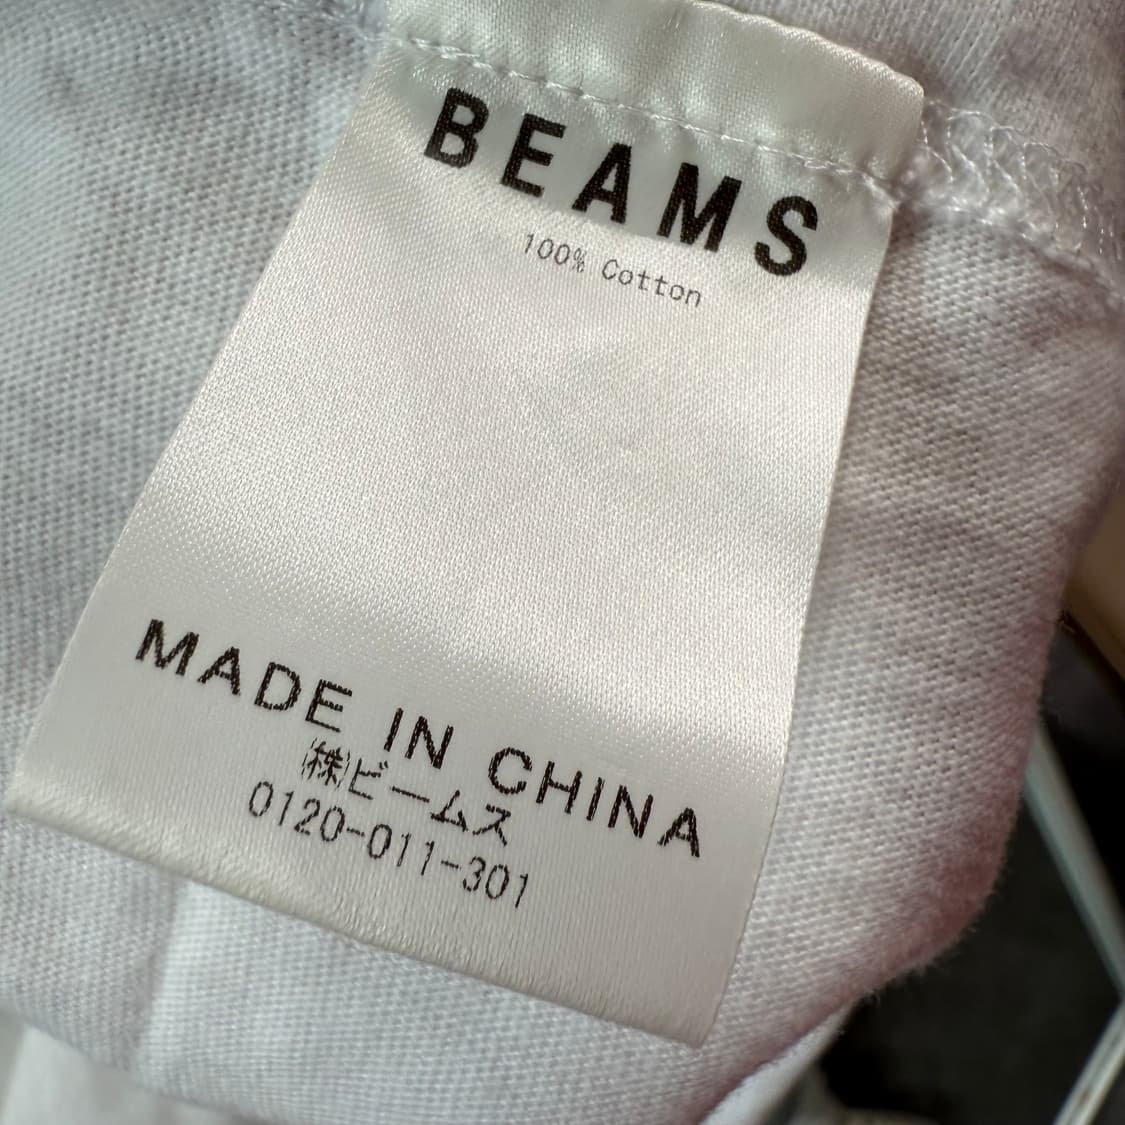 BEAMS
100% Cotton
MADE IN CHINA
㈱ビームス
0120-011-301